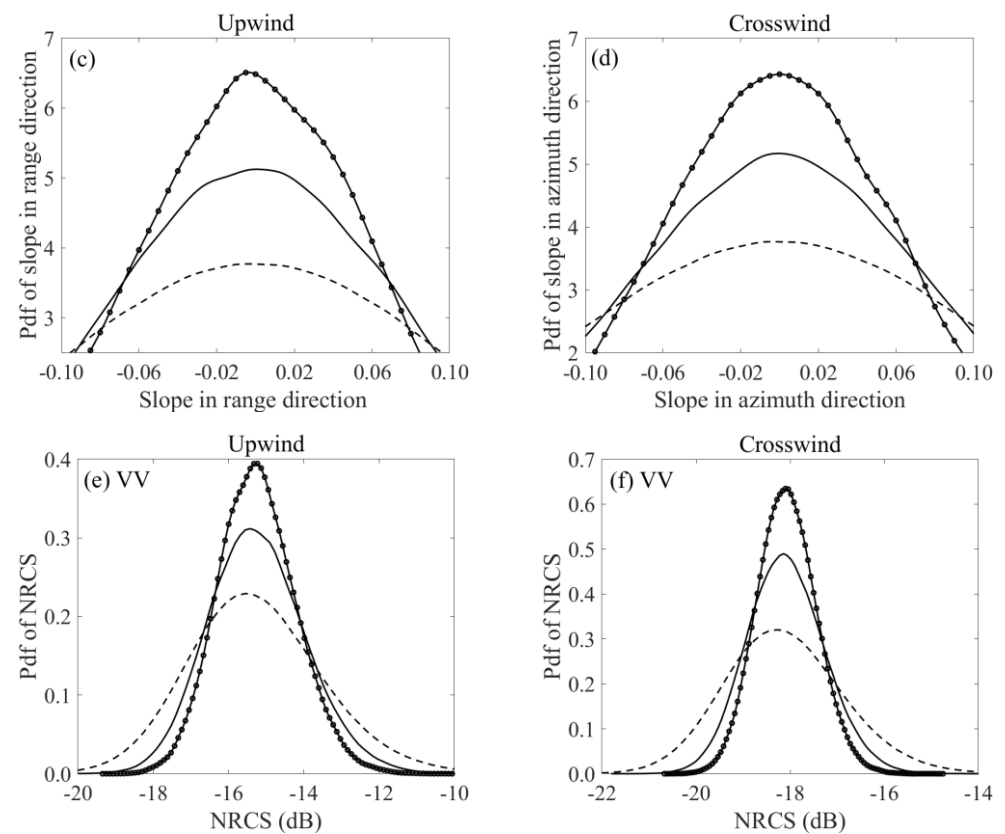 Upwind
(c)
Pdf of slope in range direction
7
6
5
4
3
-0.10 -0.06 -0.02 0.02 0.06 0.10
Slope in range direction
Crosswind
(d)
Pdf of slope in azimuth direction
7
6
5
4
3
2
-0.10 -0.06 -0.02 0.02 0.06 0.10
Slope in azimuth direction
Upwind
(e) VV
Pdf of NRCS
0.4
0.3
0.2
0.1
0.0
-20 -18 -16 -14 -12 -10
NRCS (dB)
Crosswind
(f) VV
Pdf of NRCS
0.7
0.6
0.5
0.4
0.3
0.2
0.1
0.0
-22 -20 -18 -16 -14
NRCS (dB)